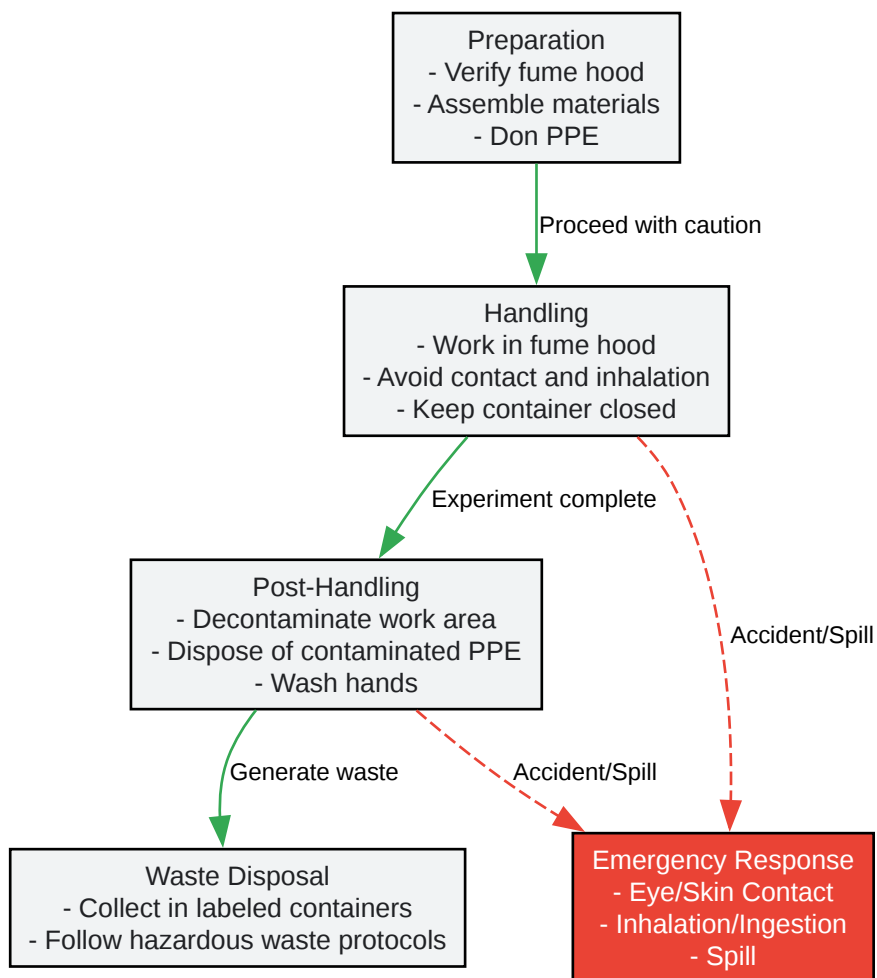 Preparation
- Verify fume hood
- Assemble materials
- Don PPE
Proceed with caution
Handling
- Work in fume hood
- Avoid contact and inhalation
- Keep container closed
Experiment complete
Accident/Spill
Post-Handling
- Decontaminate work area
- Dispose of contaminated PPE
- Wash hands
Generate waste
Accident/Spill
Waste Disposal
- Collect in labeled containers
- Follow hazardous waste protocols
Emergency Response
- Eye/Skin Contact
- Inhalation/Ingestion
- Spill